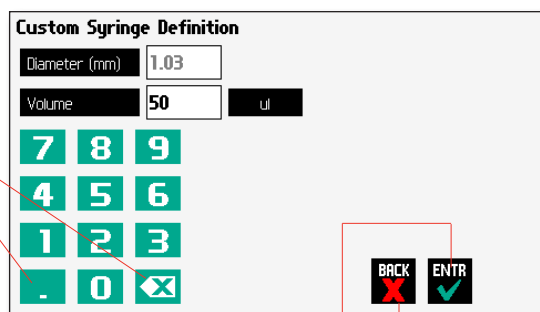 Custom Syringe Definition
Diameter (mm) 1.03
Volume 50 ul
7 8 9
4 5 6
1 2 3
. 0 X
BACK ENTR